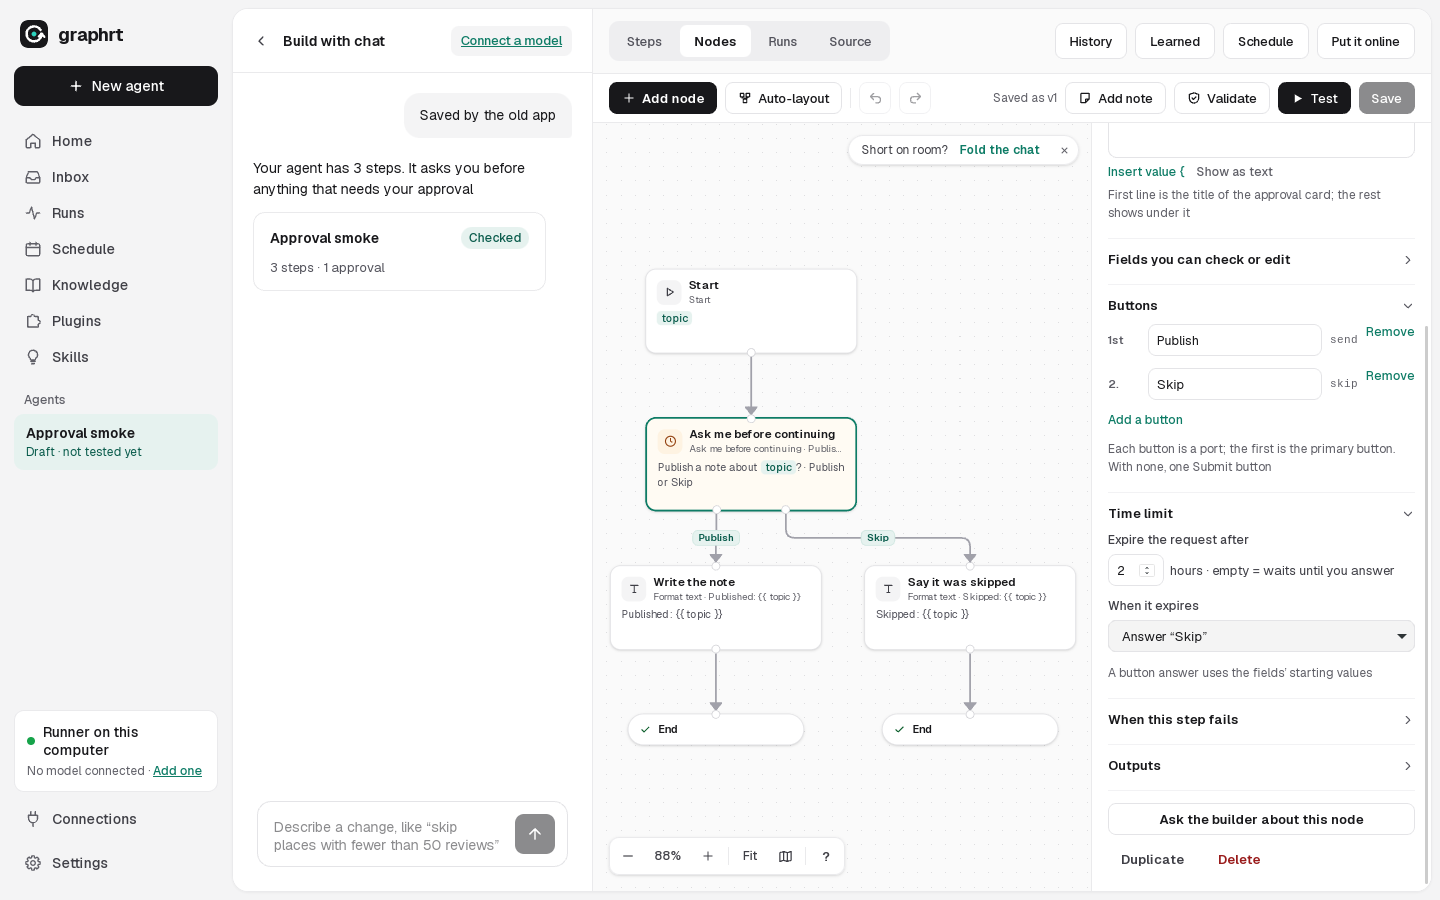 graphrt
New agent
Home
Inbox
Runs
Schedule
Knowledge
Plugins
Skills
Agents
Approval smoke
Draft · not tested yet
Runner on this
computer
No model connected · Add one
Connections
Settings
Build with chat
Connect a model
Saved by the old app
Your agent has 3 steps. It asks you before
anything that needs your approval
Approval smoke
Checked
3 steps · 1 approval
Describe a change, like “skip
places with fewer than 50 reviews”
Steps
Nodes
Runs
Source
History
Learned
Schedule
Put it online
Add node
Auto-layout
Saved as v1
Add note
Validate
Test
Save
Short on room? Fold the chat ×
Start
Start
topic
Ask me before continuing
Ask me before continuing · Publis…
Publish a note about topic? · Publish
or Skip
Publish
Skip
Write the note
Format text · Published: {{ topic }}
Published: {{ topic }}
Say it was skipped
Format text · Skipped: {{ topic }}
Skipped: {{ topic }}
End
End
88%
Fit
?
Insert value { Show as text
First line is the title of the approval card; the rest
shows under it
Fields you can check or edit
Buttons
1st Publish send Remove
2. Skip skip Remove
Add a button
Each button is a port; the first is the primary button.
With none, one Submit button
Time limit
Expire the request after
2 hours · empty = waits until you answer
When it expires
Answer “Skip”
A button answer uses the fields’ starting values
When this step fails
Outputs
Ask the builder about this node
Duplicate
Delete